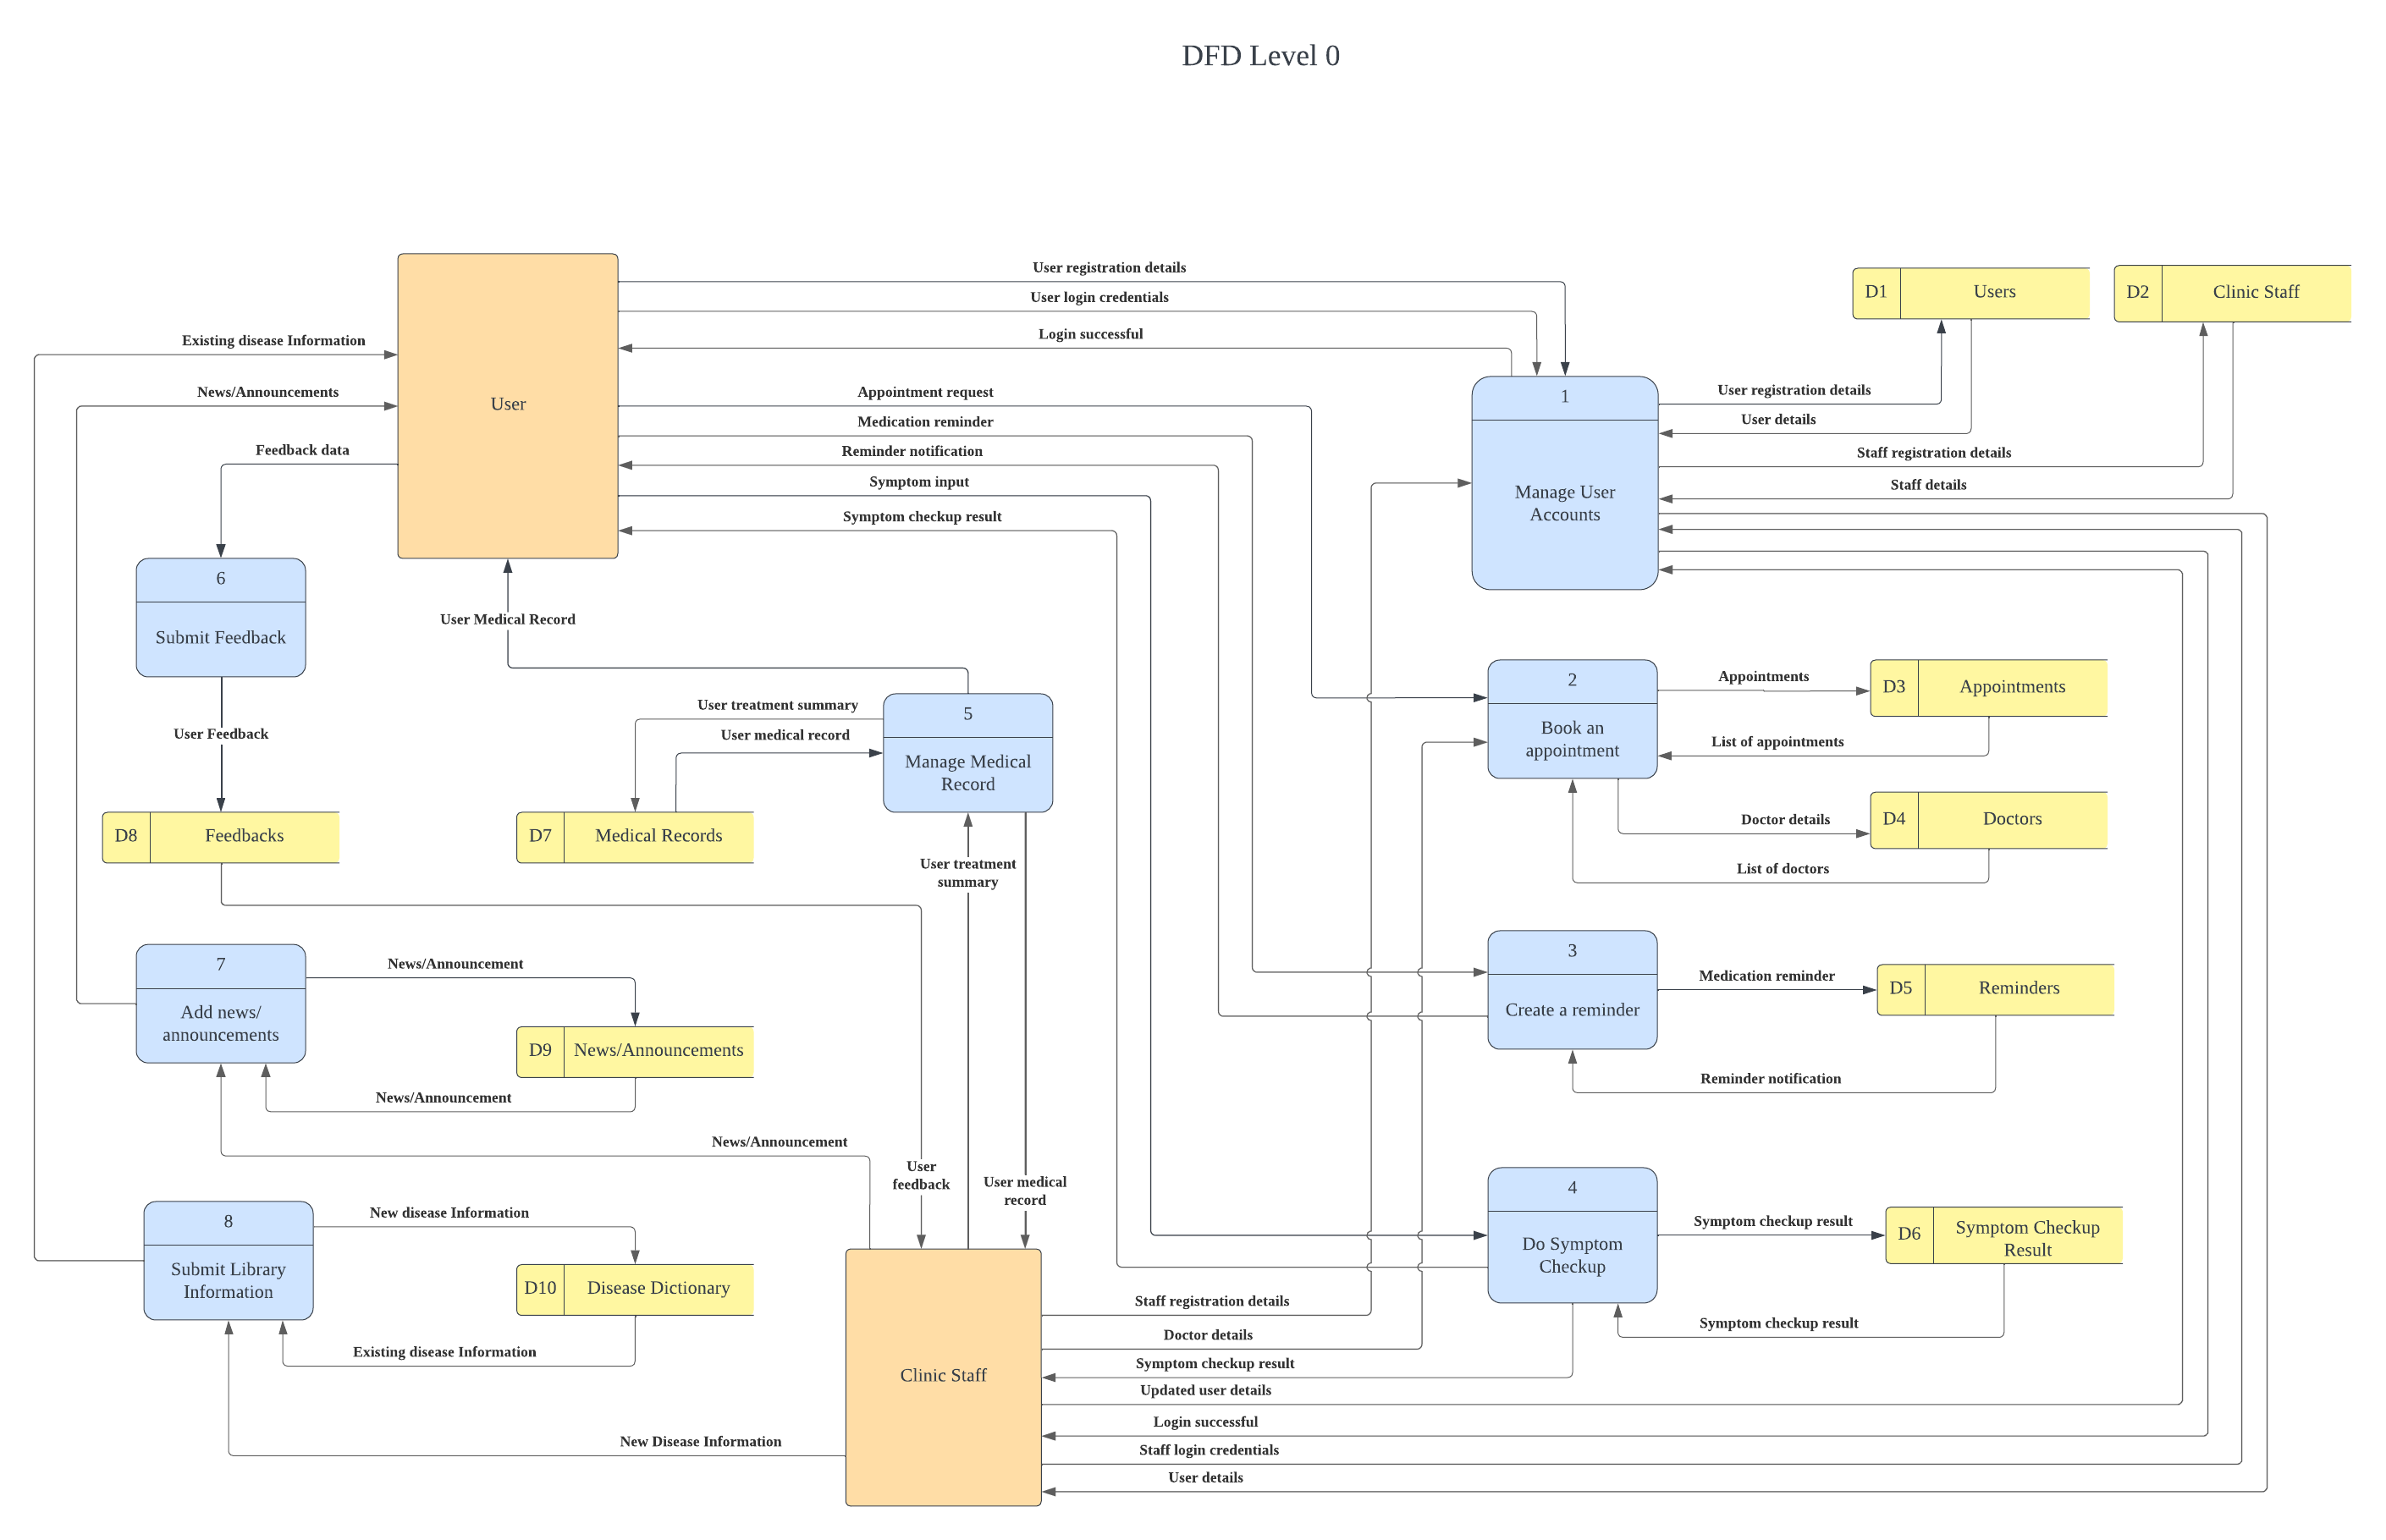 DFD Level 0
User registration details
User login credentials
Login successful
D1
Users
D2
Clinic Staff
Existing disease Information
News/Announcements
User
Appointment request
Medication reminder
Reminder notification
Symptom input
Symptom checkup result
Feedback data
1
Manage User
Accounts
User registration details
User details
Staff registration details
Staff details
6
Submit Feedback
User Medical Record
User Feedback
User treatment summary
User medical record
5
Manage Medical
Record
2
Book an
appointment
Appointments
D3
Appointments
List of appointments
Doctor details
D4
Doctors
List of doctors
D8
Feedbacks
D7
Medical Records
User treatment
summary
7
Add news/
announcements
News/Announcement
D9
News/Announcements
News/Announcement
News/Announcement
3
Create a reminder
Medication reminder
D5
Reminders
Reminder notification
User
feedback
User medical
record
8
Submit Library
Information
New disease Information
D10
Disease Dictionary
Existing disease Information
New Disease Information
4
Do Symptom
Checkup
Symptom checkup result
D6
Symptom Checkup
Result
Symptom checkup result
Clinic Staff
Staff registration details
Doctor details
Symptom checkup result
Updated user details
Login successful
Staff login credentials
User details